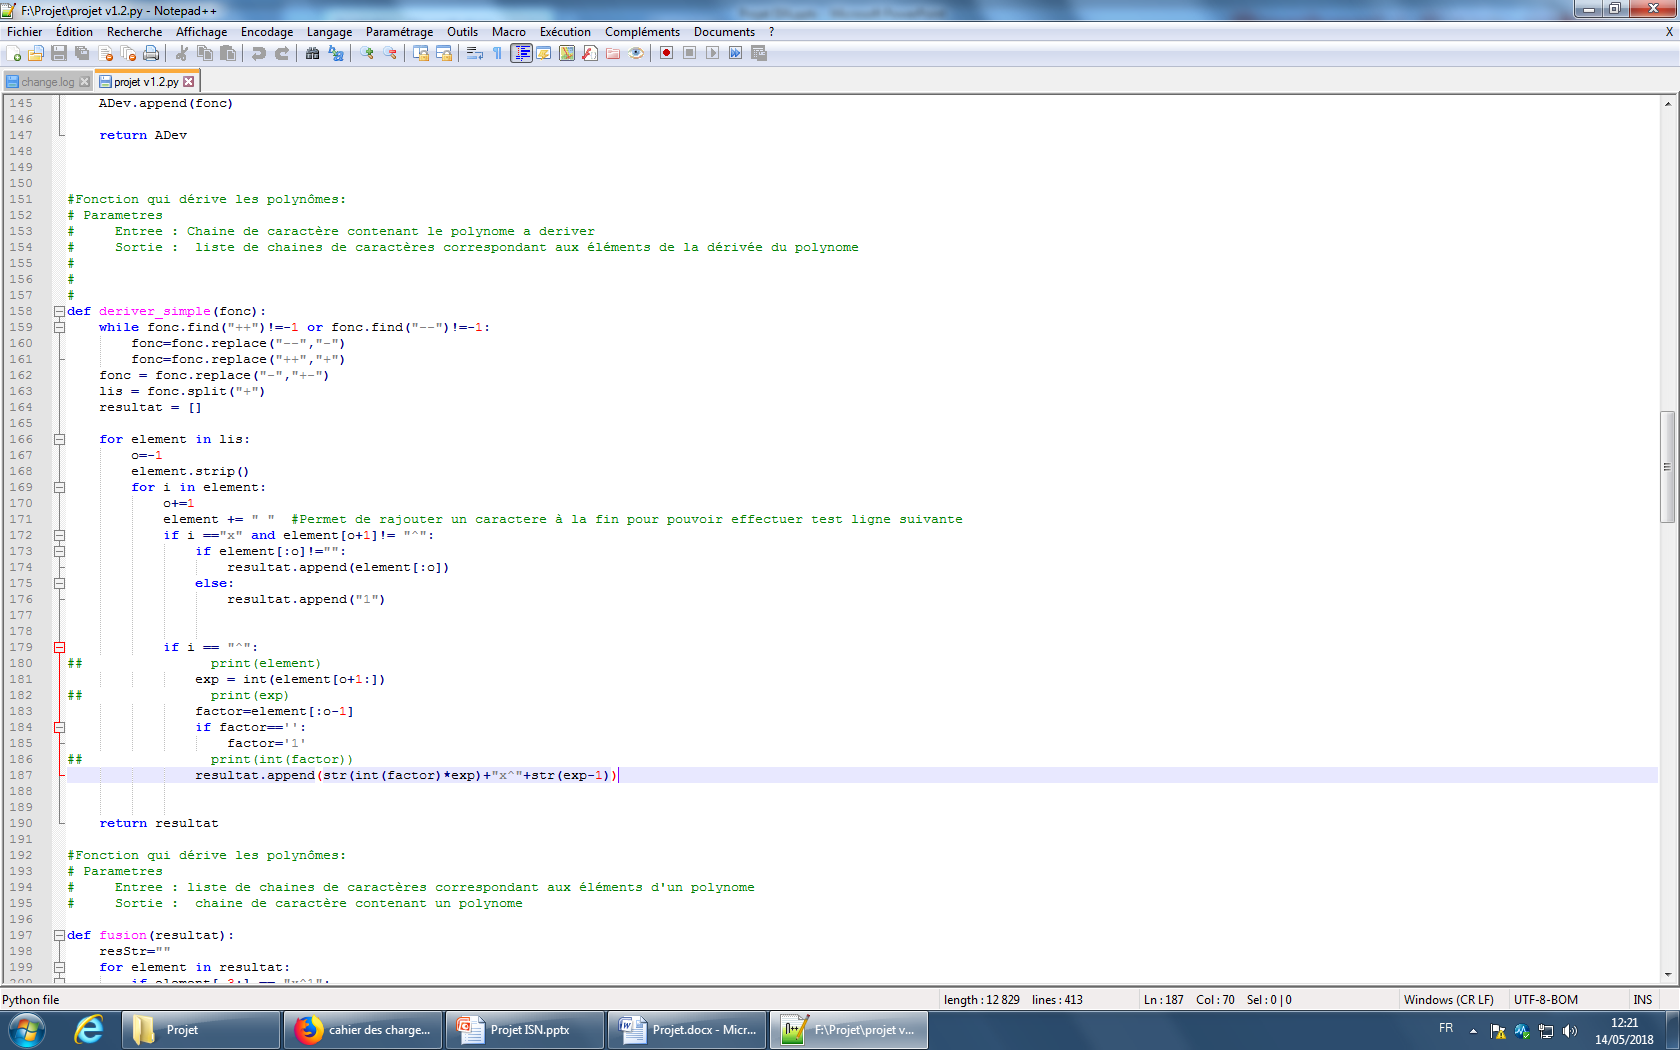 F:\Projet\projet v1.2.py - Notepad++
Fichier Édition Recherche Affichage Encodage Langage Paramétrage Outils Macro Exécution Compléments Documents ? X
change.log projet v1.2.py
145 ADev.append(fonc)
146
147 return ADev
148
149
150
151 #Fonction qui dérive les polynômes:
152 # Parametres
153 # Entree : Chaine de caractère contenant le polynome a deriver
154 # Sortie : liste de chaines de caractères correspondant aux éléments de la dérivée du polynome
155 #
156 #
157 #
158 def deriver_simple(fonc):
159 while fonc.find("++")!=-1 or fonc.find("--")!=-1:
160 fonc=fonc.replace("--","-")
161 fonc=fonc.replace("++","+")
162 fonc = fonc.replace("-","+-")
163 lis = fonc.split("+")
164 resultat = []
165
166 for element in lis:
167 o=-1
168 element.strip()
169 for i in element:
170 o+=1
171 element += " " #Permet de rajouter un caractere à la fin pour pouvoir effectuer test ligne suivante
172 if i =="x" and element[o+1]!= "^":
173 if element[:o]!="":
174 resultat.append(element[:o])
175 else:
176 resultat.append("1")
177
178
179 if i == "^":
180 ## print(element)
181 exp = int(element[o+1:])
182 ## print(exp)
183 factor=element[:o-1]
184 if factor=='':
185 factor='1'
186 ## print(int(factor))
187 resultat.append(str(int(factor)*exp)+"x^"+str(exp-1))
188
189
190 return resultat
191
192 #Fonction qui dérive les polynômes:
193 # Parametres
194 # Entree : liste de chaines de caractères correspondant aux éléments d'un polynome
195 # Sortie : chaine de caractère contenant un polynome
196
197 def fusion(resultat):
198 resStr=""
199 for element in resultat:
200 if element[-3:] == "x^1":
Python file length : 12 829 lines : 413 Ln : 187 Col : 70 Sel : 0 | 0 Windows (CR LF) UTF-8-BOM INS
Projet cahier des charge... Projet ISN.pptx Projet.docx - Micr... F:\Projet\projet v... FR 12:21
14/05/2018